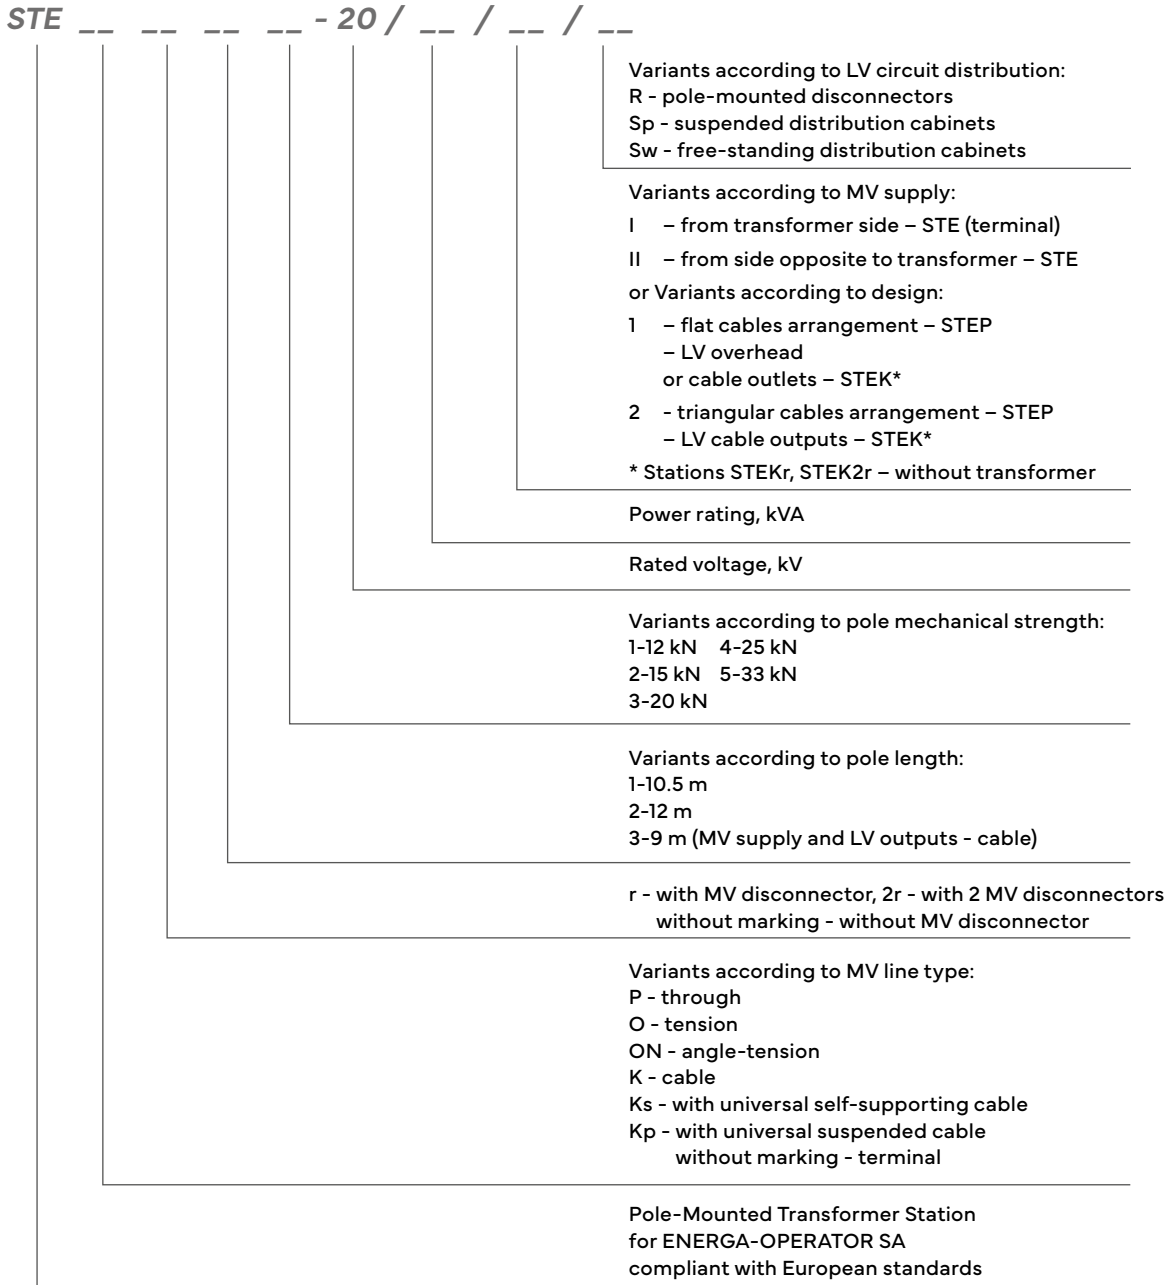 STE __ __ __ __ - 20 / __ / __ / __
Variants according to LV circuit distribution:
R - pole-mounted disconnectors
Sp - suspended distribution cabinets
Sw - free-standing distribution cabinets
Variants according to MV supply:
I – from transformer side – STE (terminal)
II – from side opposite to transformer – STE
or Variants according to design:
1 – flat cables arrangement – STEP
– LV overhead
or cable outlets – STEK*
2 - triangular cables arrangement – STEP
– LV cable outputs – STEK*
* Stations STEKr, STEK2r – without transformer
Power rating, kVA
Rated voltage, kV
Variants according to pole mechanical strength:
1-12 kN 4-25 kN
2-15 kN 5-33 kN
3-20 kN
Variants according to pole length:
1-10.5 m
2-12 m
3-9 m (MV supply and LV outputs - cable)
r - with MV disconnector, 2r - with 2 MV disconnectors
without marking - without MV disconnector
Variants according to MV line type:
P - through
O - tension
ON - angle-tension
K - cable
Ks - with universal self-supporting cable
Kp - with universal suspended cable
without marking - terminal
Pole-Mounted Transformer Station
for ENERGA-OPERATOR SA
compliant with European standards